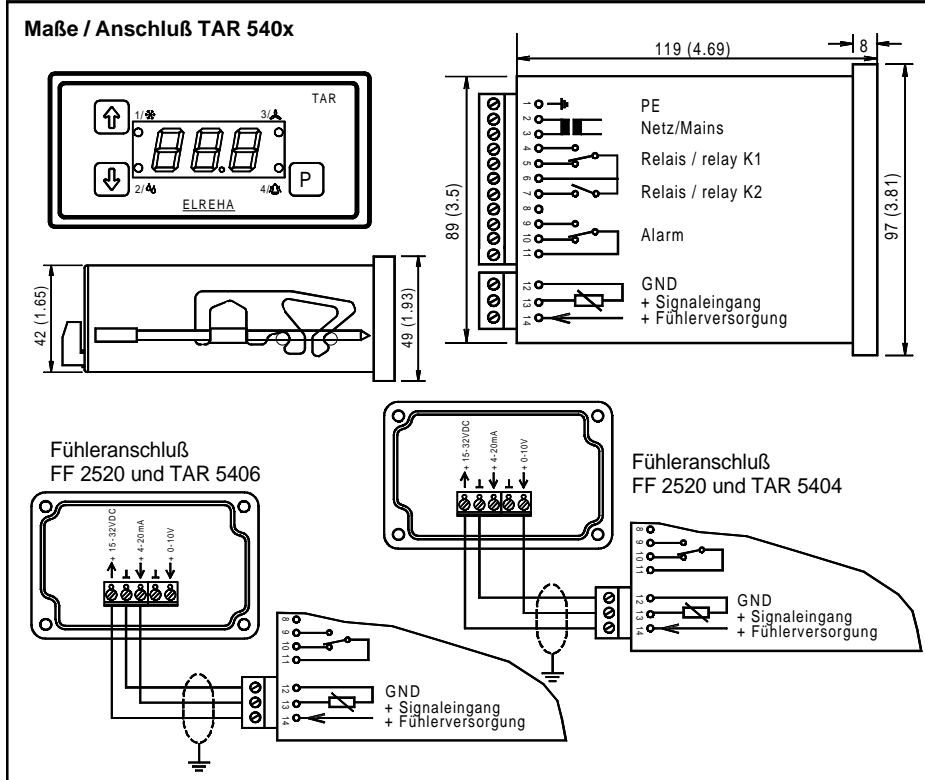 Maße / Anschluß TAR 540x
TAR
1/
3/
2/
4/
P
ELREHA
119 (4.69)
8
89 (3.5)
97 (3.81)
1
PE
2
Netz/Mains
3
4
Relais / relay K1
5
6
Relais / relay K2
7
8
9
Alarm
10
11
12
GND
13
+ Signaleingang
14
+ Fühlerversorgung
42 (1.65)
49 (1.93)
Fühleranschluß
FF 2520 und TAR 5406
+ 15-32VDC
+ 4-20mA
+ 0-10V
8
9
10
11
12
GND
13
+ Signaleingang
14
+ Fühlerversorgung
Fühleranschluß
FF 2520 und TAR 5404
+ 15-32VDC
+ 4-20mA
+ 0-10V
8
9
10
11
12
GND
13
+ Signaleingang
14
+ Fühlerversorgung